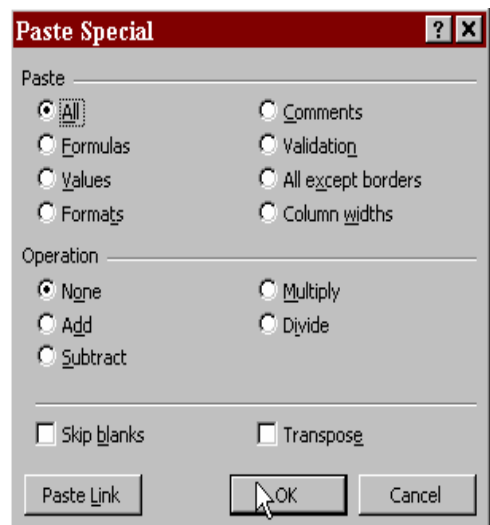 Paste Special ? X
Paste
All Comments
Formulas Validation
Values All except borders
Formats Column widths
Operation
None Multiply
Add Divide
Subtract
Skip blanks Transpose
Paste Link OK Cancel